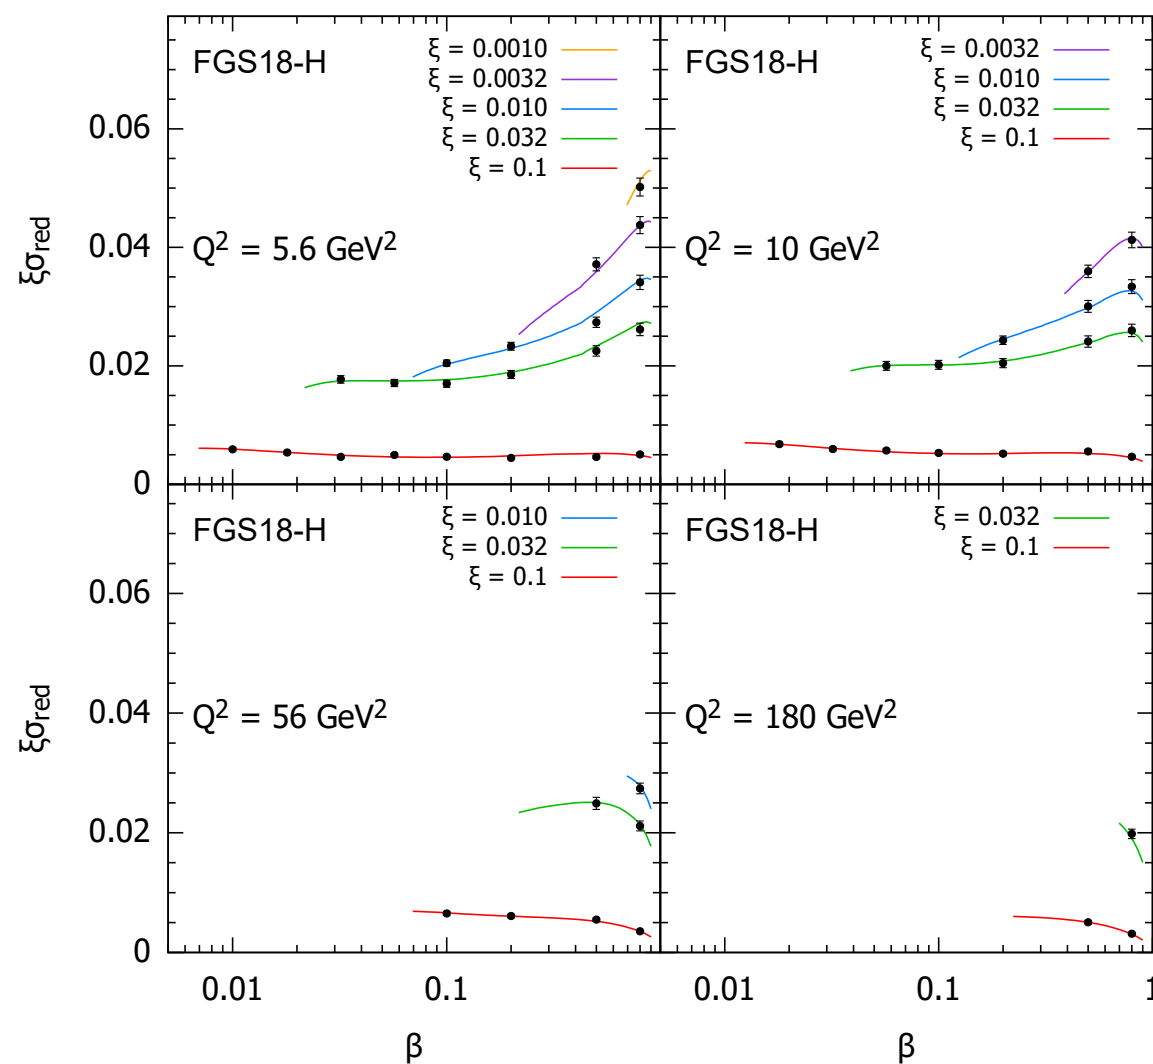 FGS18-H
ξ = 0.0010
ξ = 0.0032
ξ = 0.010
ξ = 0.032
ξ = 0.1
Q² = 5.6 GeV²
0.06
0.04
0.02
0
ξσ_red
FGS18-H
ξ = 0.0032
ξ = 0.010
ξ = 0.032
ξ = 0.1
Q² = 10 GeV²
FGS18-H
ξ = 0.010
ξ = 0.032
ξ = 0.1
Q² = 56 GeV²
0.06
0.04
0.02
0
ξσ_red
0.01
0.1
β
FGS18-H
ξ = 0.032
ξ = 0.1
Q² = 180 GeV²
0.01
0.1
1
β